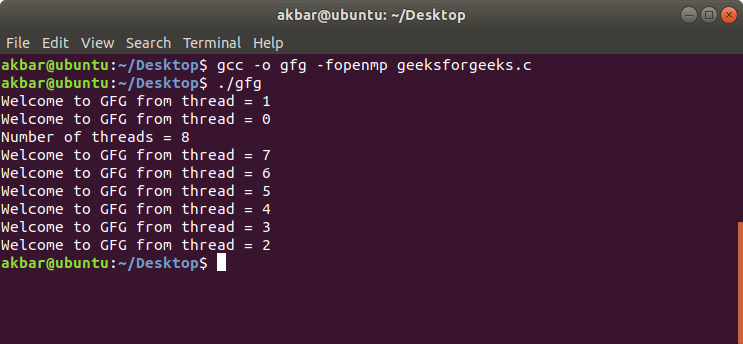 akbar@ubuntu: ~/Desktop
File Edit View Search Terminal Help
akbar@ubuntu:~/Desktop$ gcc -o gfg -fopenmp geeksforgeeks.c
akbar@ubuntu:~/Desktop$ ./gfg
Welcome to GFG from thread = 1
Welcome to GFG from thread = 0
Number of threads = 8
Welcome to GFG from thread = 7
Welcome to GFG from thread = 6
Welcome to GFG from thread = 5
Welcome to GFG from thread = 4
Welcome to GFG from thread = 3
Welcome to GFG from thread = 2
akbar@ubuntu:~/Desktop$